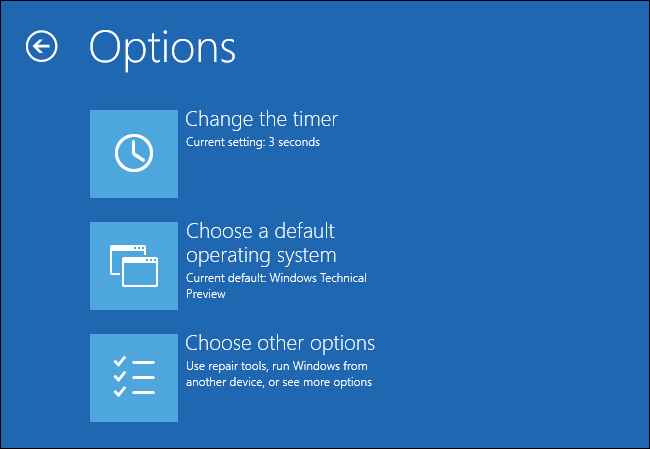 Options
Change the timer
Current setting: 3 seconds
Choose a default
operating system
Current default: Windows Technical
Preview
Choose other options
Use repair tools, run Windows from
another device, or see more options